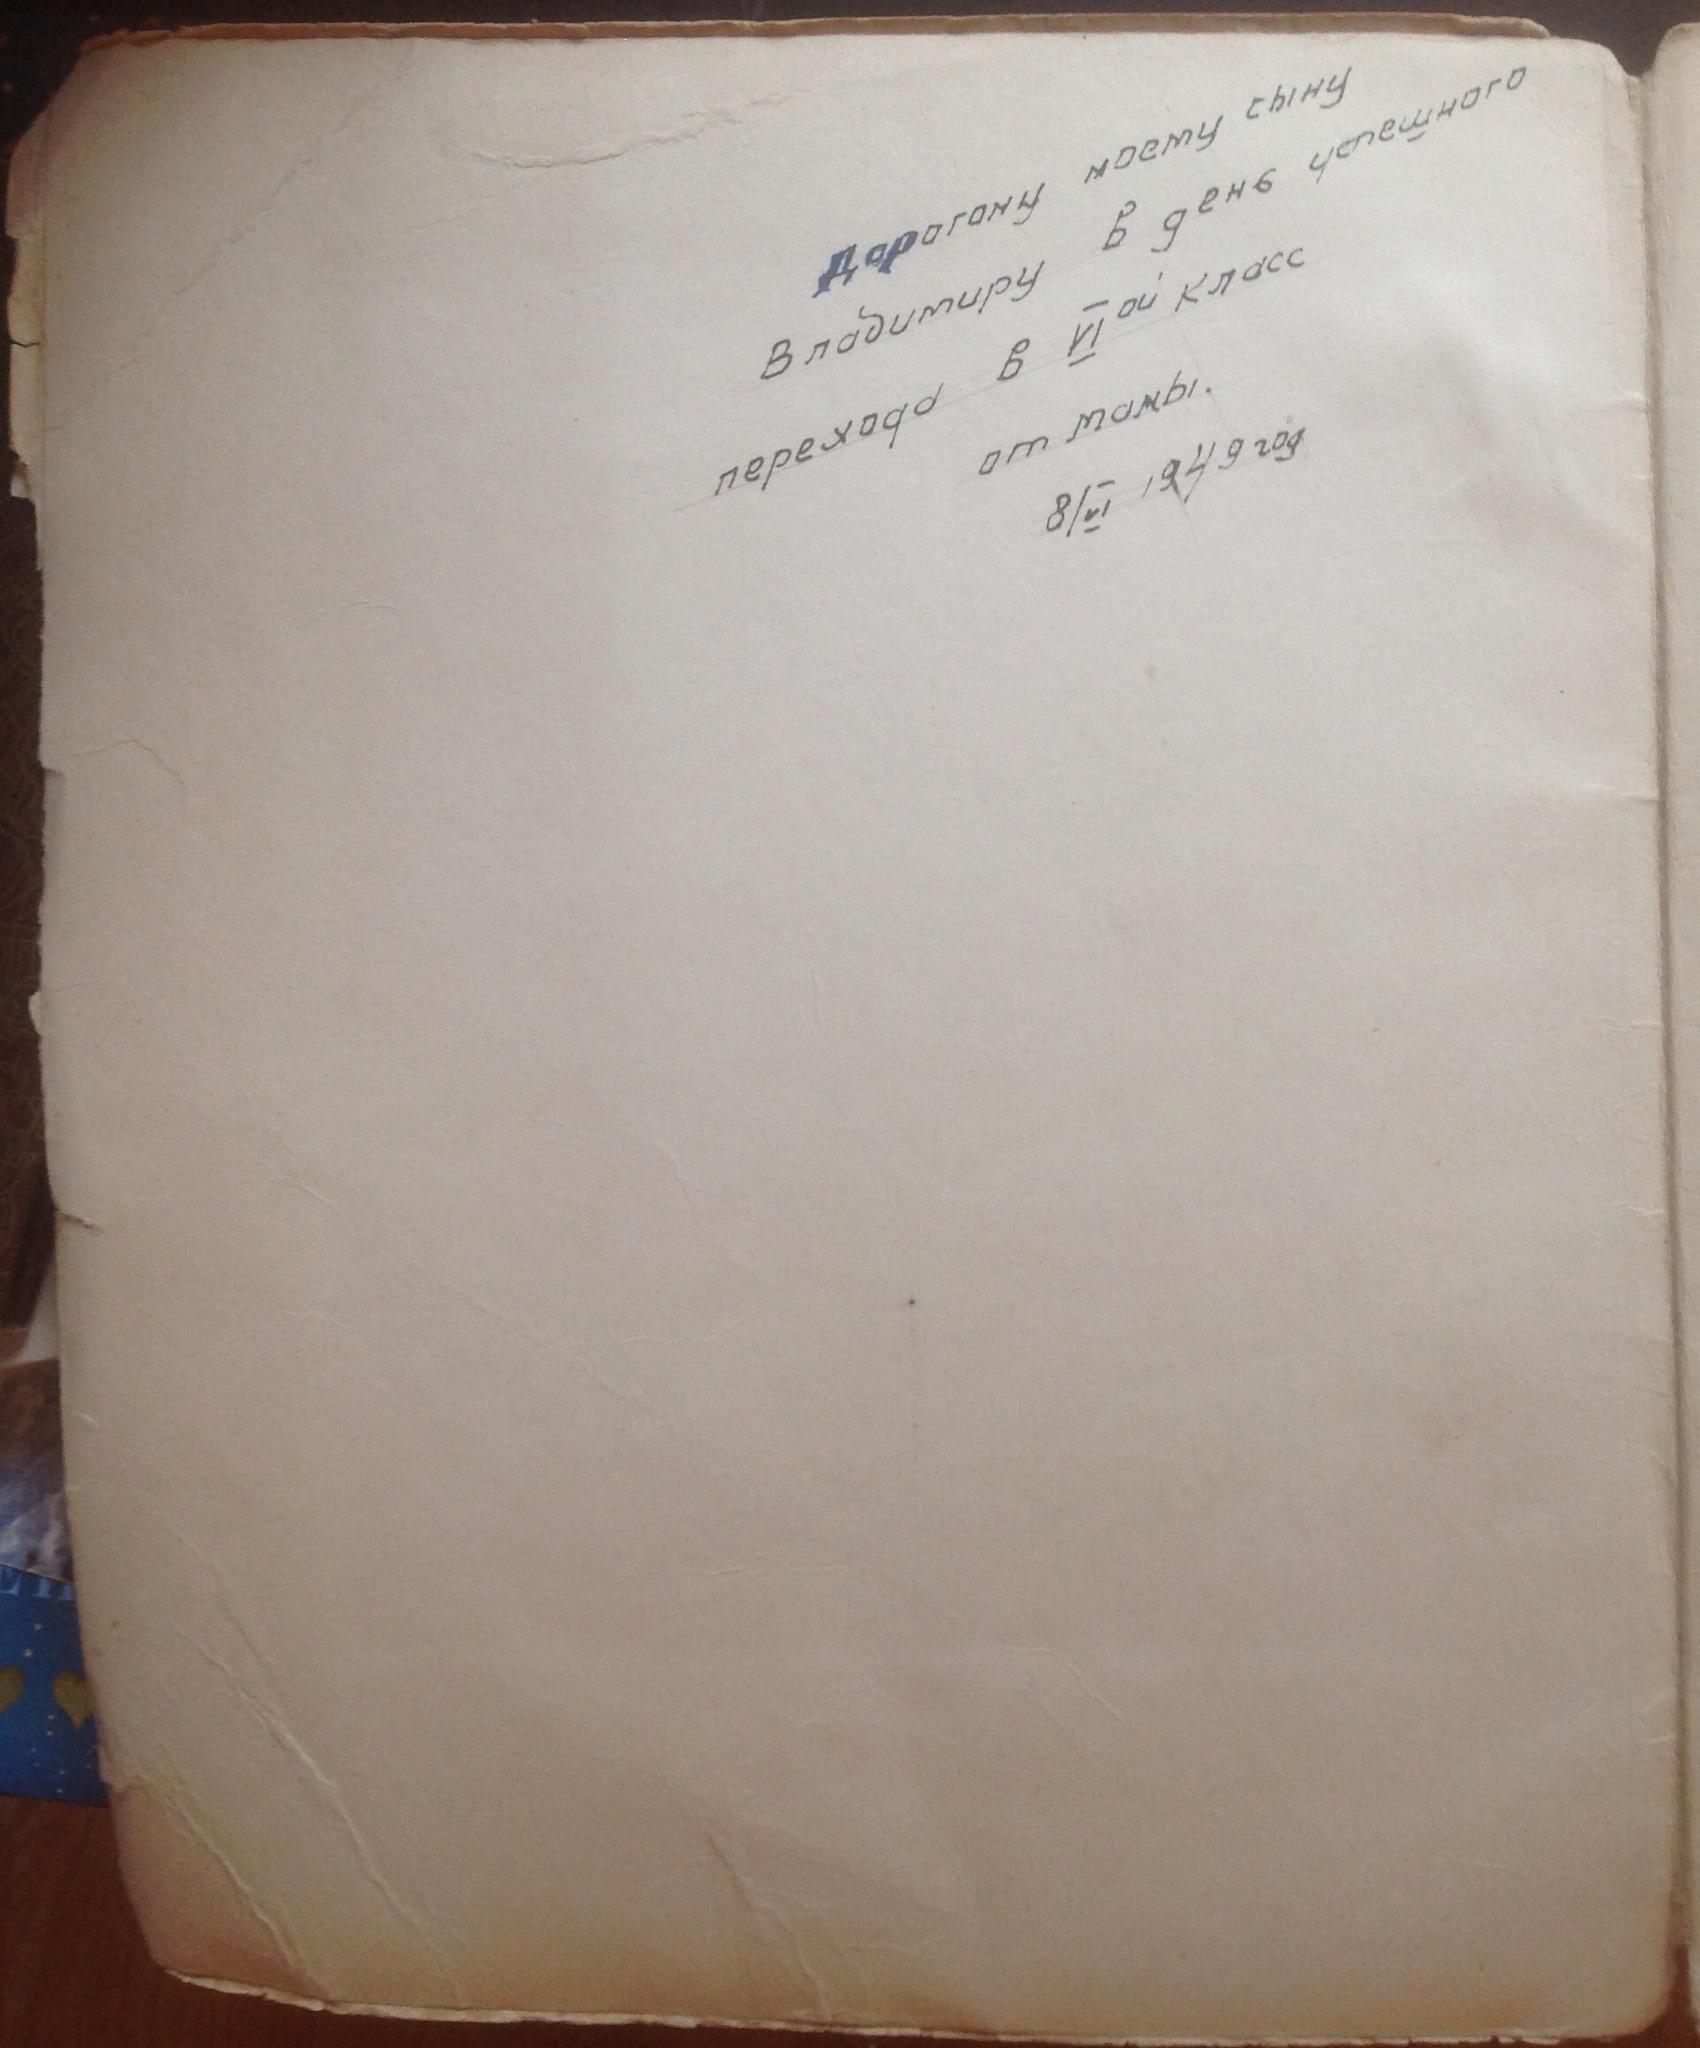 Дорогому моему сыну
Владимиру в день успешного
перехода в VI ой класс
от мамы.
8/VI 1949 год